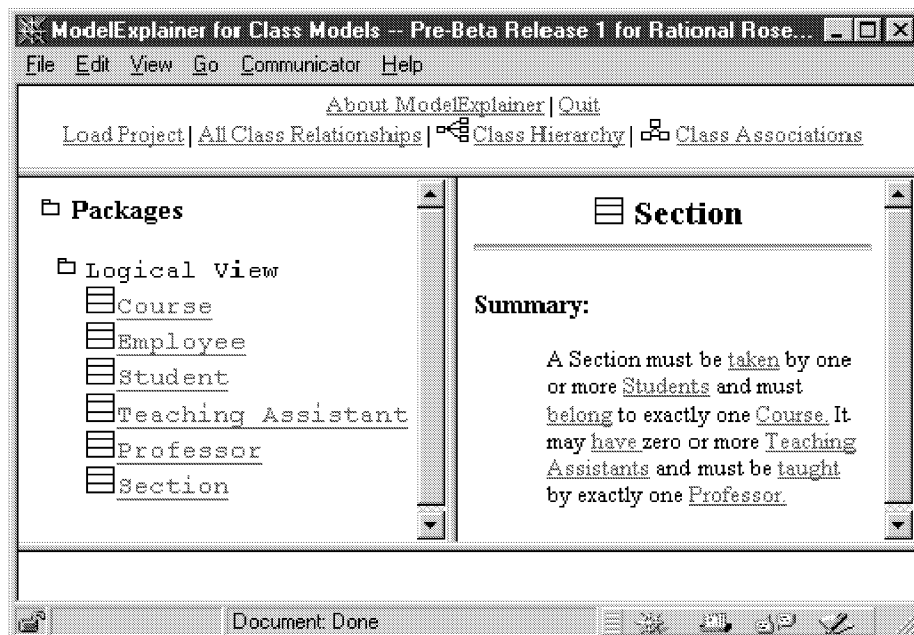 ModelExplainer for Class Models -- Pre-Beta Release 1 for Rational Rose...
File Edit View Go Communicator Help
About ModelExplainer | Quit
Load Project | All Class Relationships | Class Hierarchy | Class Associations
Packages
Logical View
Course
Employee
Student
Teaching Assistant
Professor
Section
Section
Summary:
A Section must be taken by one
or more Students and must
belong to exactly one Course. It
may have zero or more Teaching
Assistants and must be taught
by exactly one Professor.
Document: Done